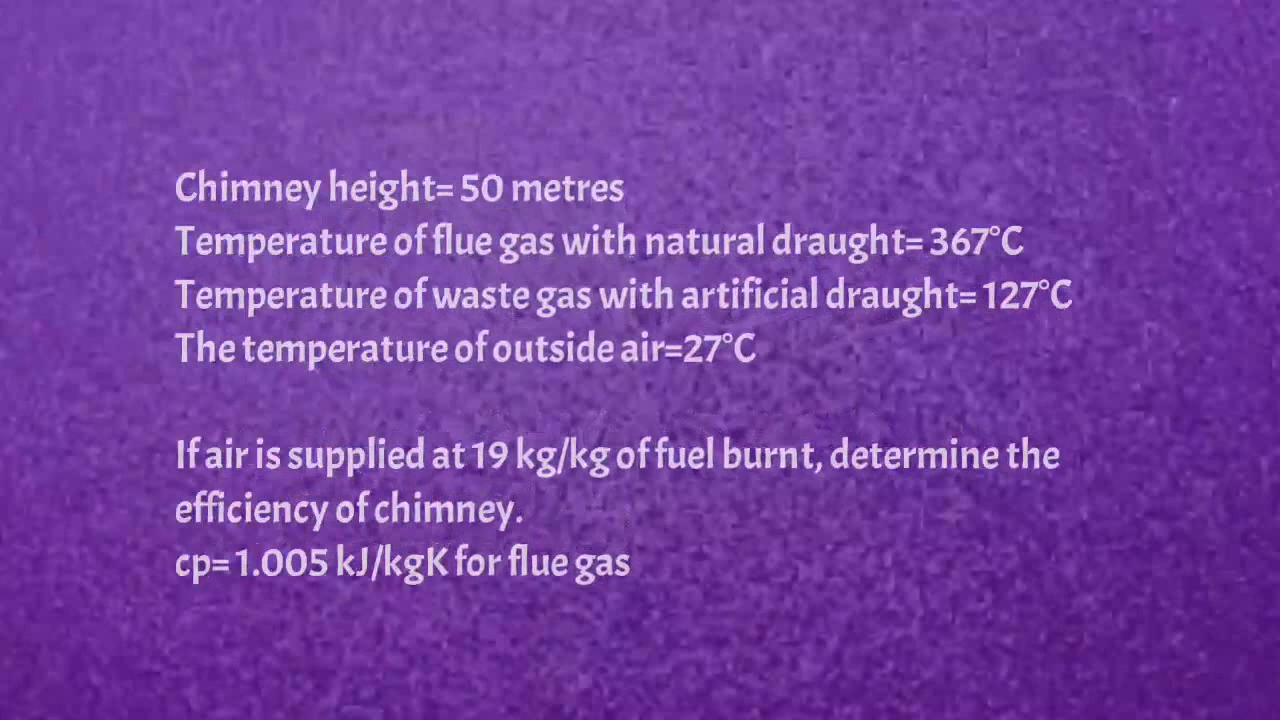 Chimney height= 50 metres
Temperature of flue gas with natural draught= 367°C
Temperature of waste gas with artificial draught= 127°C
The temperature of outside air=27°C
If air is supplied at 19 kg/kg of fuel burnt, determine the
efficiency of chimney.
cp= 1.005 kJ/kgK for flue gas